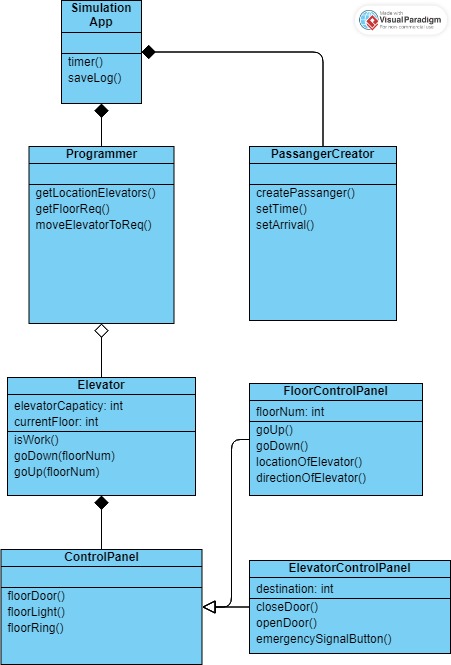 Simulation
App
timer()
saveLog()
Made with
VisualParadigm
For non-commercial use
Programmer
getLocationElevators()
getFloorReq()
moveElevatorToReq()
PassangerCreator
createPassanger()
setTime()
setArrival()
Elevator
elevatorCapaticy: int
currentFloor: int
isWork()
goDown(floorNum)
goUp(floorNum)
FloorControlPanel
floorNum: int
goUp()
goDown()
locationOfElevator()
directionOfElevator()
ControlPanel
floorDoor()
floorLight()
floorRing()
ElevatorControlPanel
destination: int
closeDoor()
openDoor()
emergencySignalButton()